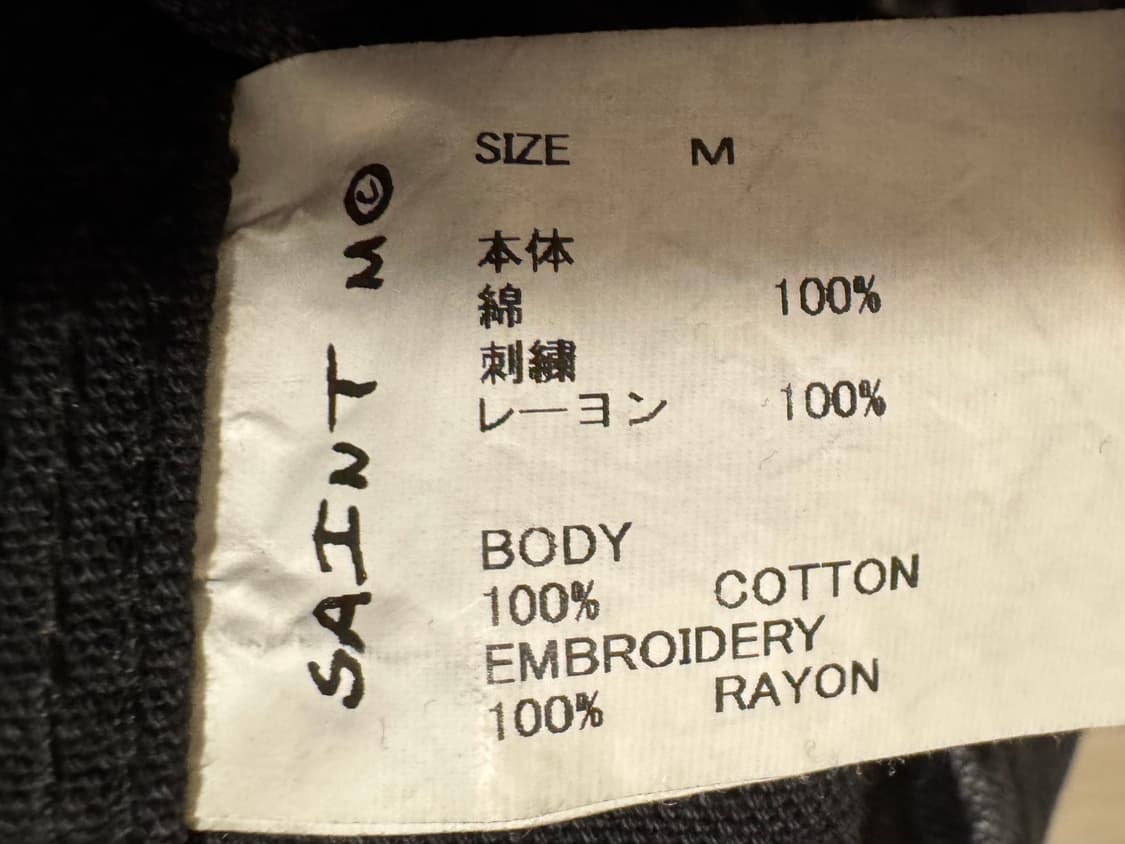 SAINT M
SIZE M
本体
綿 100%
刺繍
レーヨン 100%
BODY
100% COTTON
EMBROIDERY
100% RAYON